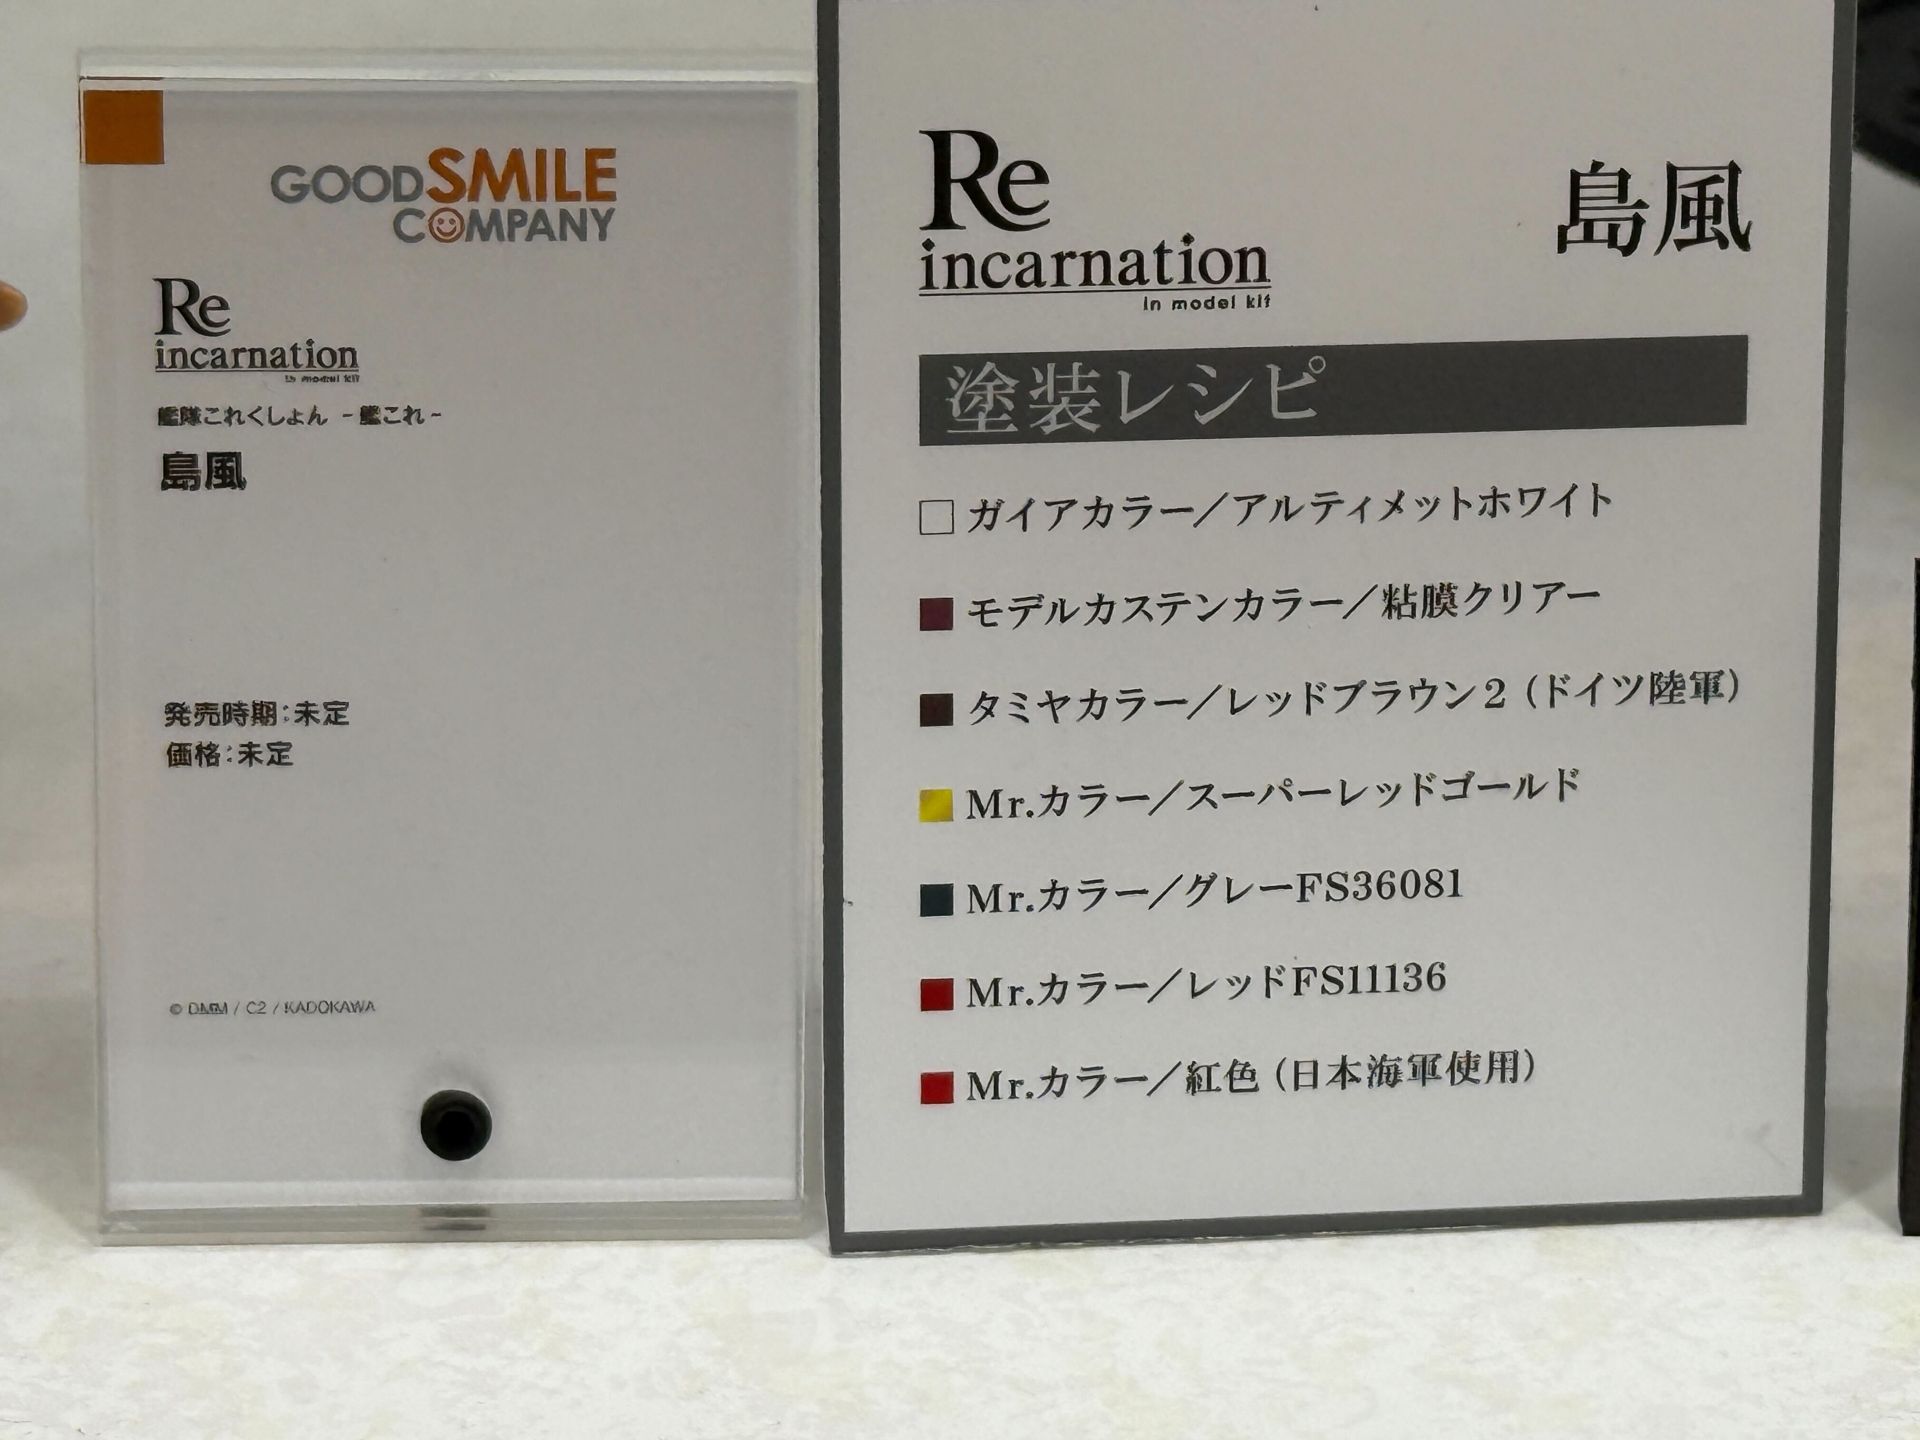 GOOD SMILE
COMPANY
Re
incarnation
in model kit
艦隊これくしょん -艦これ-
島風
発売時期:未定
価格:未定
© DMM / C2 / KADOKAWA
Re
incarnation
in model kit
島風
塗装レシピ
ガイアカラー/アルティメットホワイト
モデルカステンカラー/粘膜クリアー
タミヤカラー/レッドブラウン2 (ドイツ陸軍)
Mr.カラー/スーパーレッドゴールド
Mr.カラー/グレーFS36081
Mr.カラー/レッドFS11136
Mr.カラー/紅色 (日本海軍使用)